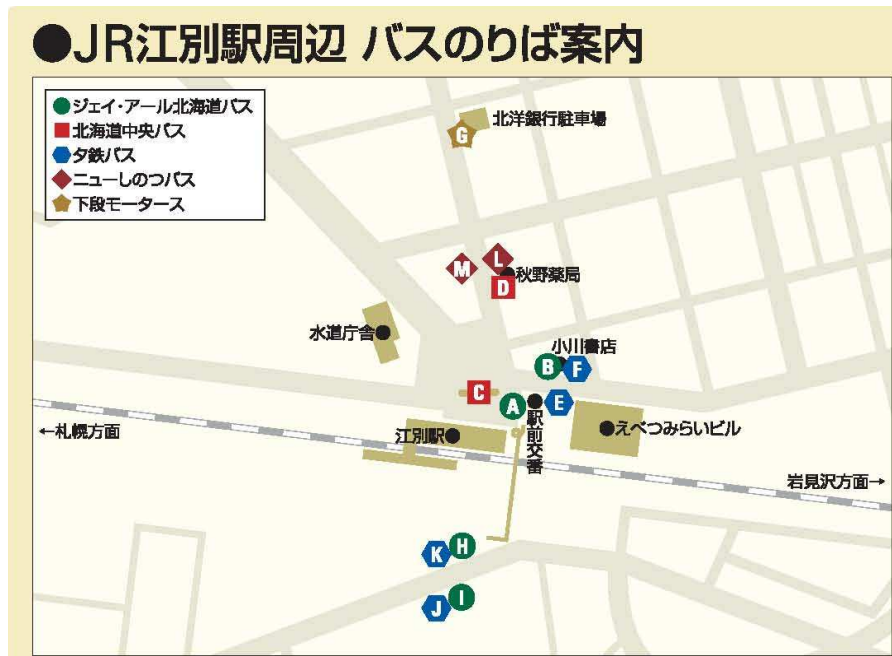 ●JR江別駅周辺 バスのりば案内
ジェイ・アール北海道バス
北海道中央バス
夕鉄バス
ニューしのつバス
下段モータース
G
北洋銀行駐車場
L
M
秋野薬局
D
水道庁舎
小川書店
B
F
C
A
E
駅前交番
えべつみらいビル
←札幌方面
江別駅
岩見沢方面→
H
K
I
J